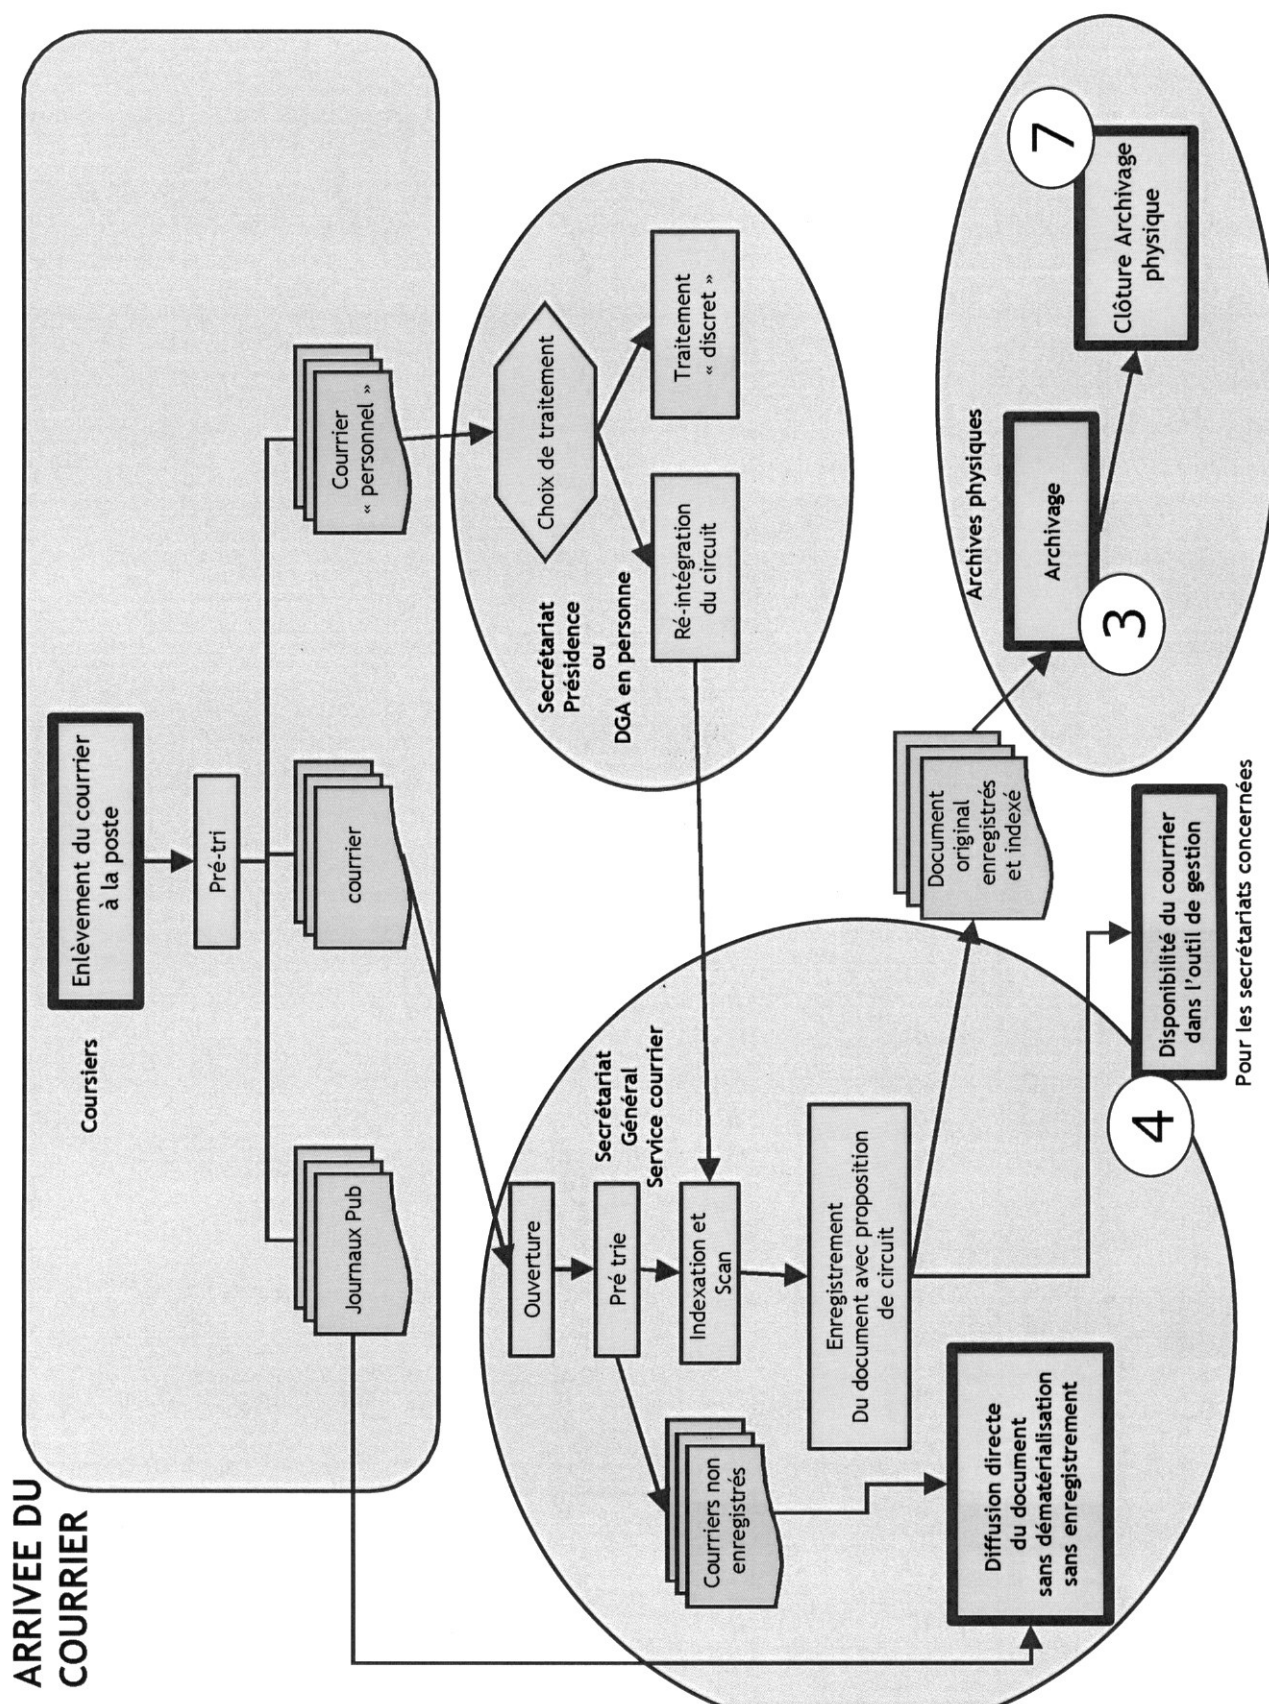 ARRIVEE DU
COURRIER
Coursiers
Enlèvement du courrier
à la poste
Pré-tri
Journaux Pub
courrier
Courrier
« personnel »
Secrétariat
Présidence
ou
DGA en personne
Choix de traitement
Ré-intégration
du circuit
Traitement
« discret »
Ouverture
Pré trie
Secrétariat
Général
Service courrier
Indexation et
Scan
Courriers non
enregistrés
Enregistrement
Du document avec proposition
de circuit
Diffusion directe
du document
sans dématérialisation
sans enregistrement
Document
original
enregistrés
et indexé
4
Disponibilité du courrier
dans l'outil de gestion
Pour les secrétariats concernées
Archives physiques
Archivage
3
Clôture Archivage
physique
7